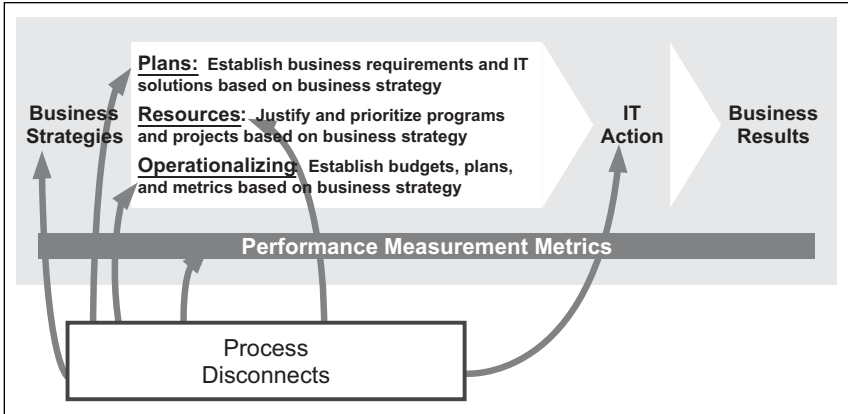 Plans: Establish business requirements and IT
solutions based on business strategy
Business
Strategies
Resources: Justify and prioritize programs
and projects based on business strategy
IT
Action
Business
Results
Operationalizing: Establish budgets, plans,
and metrics based on business strategy
Performance Measurement Metrics
Process
Disconnects